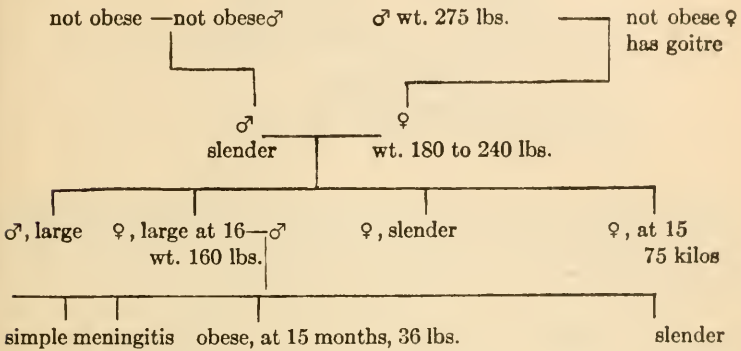 not obese — not obese♂ ♂ wt. 275 lbs. not obese ♀
has goitre
♂ ♀
slender wt. 180 to 240 lbs.
♂, large ♀, large at 16—♂ ♀, slender ♀, at 15
wt. 160 lbs. 75 kilos
simple meningitis obese, at 15 months, 36 lbs. slender